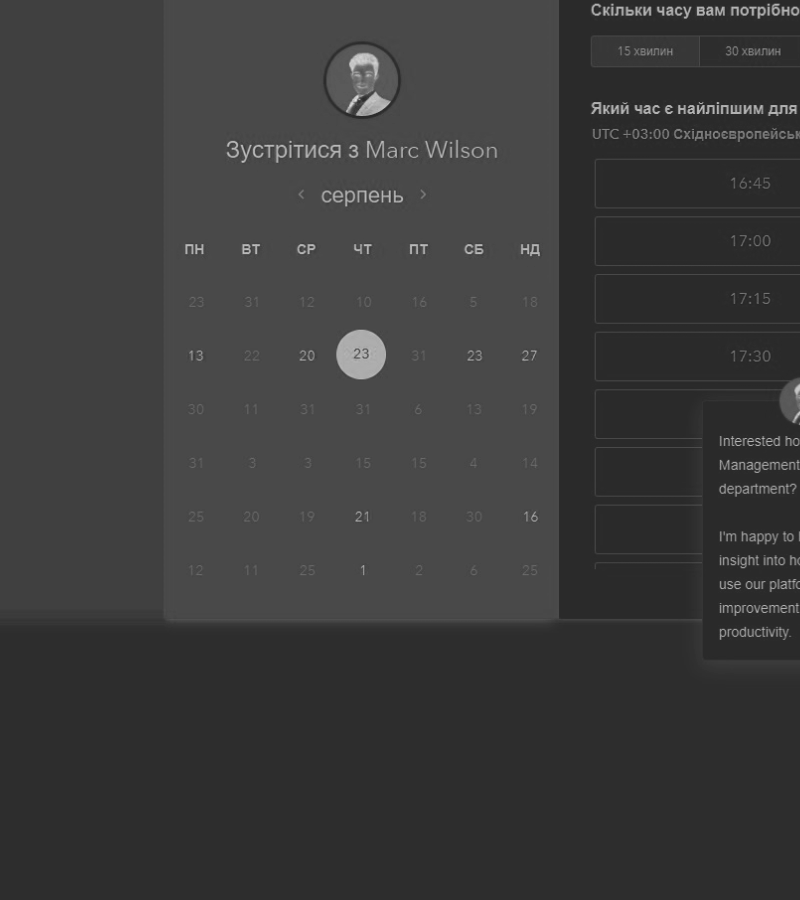 Зустрітися з Marc Wilson
серпень
ПН ВТ СР ЧТ ПТ СБ НД
23 31 12 10 16 5 18
13 22 20 23 31 23 27
30 11 31 31 6 13 19
31 3 3 15 15 4 14
25 20 19 21 18 30 16
12 11 25 1 2 6 25
Скільки часу вам потрібно
15 хвилин 30 хвилин
Який час є найліпшим для
UTC +03:00
16:45
17:00
17:15
17:30
Interested
Management
department?
I'm happy to
insight into
use our
improvement
productivity.